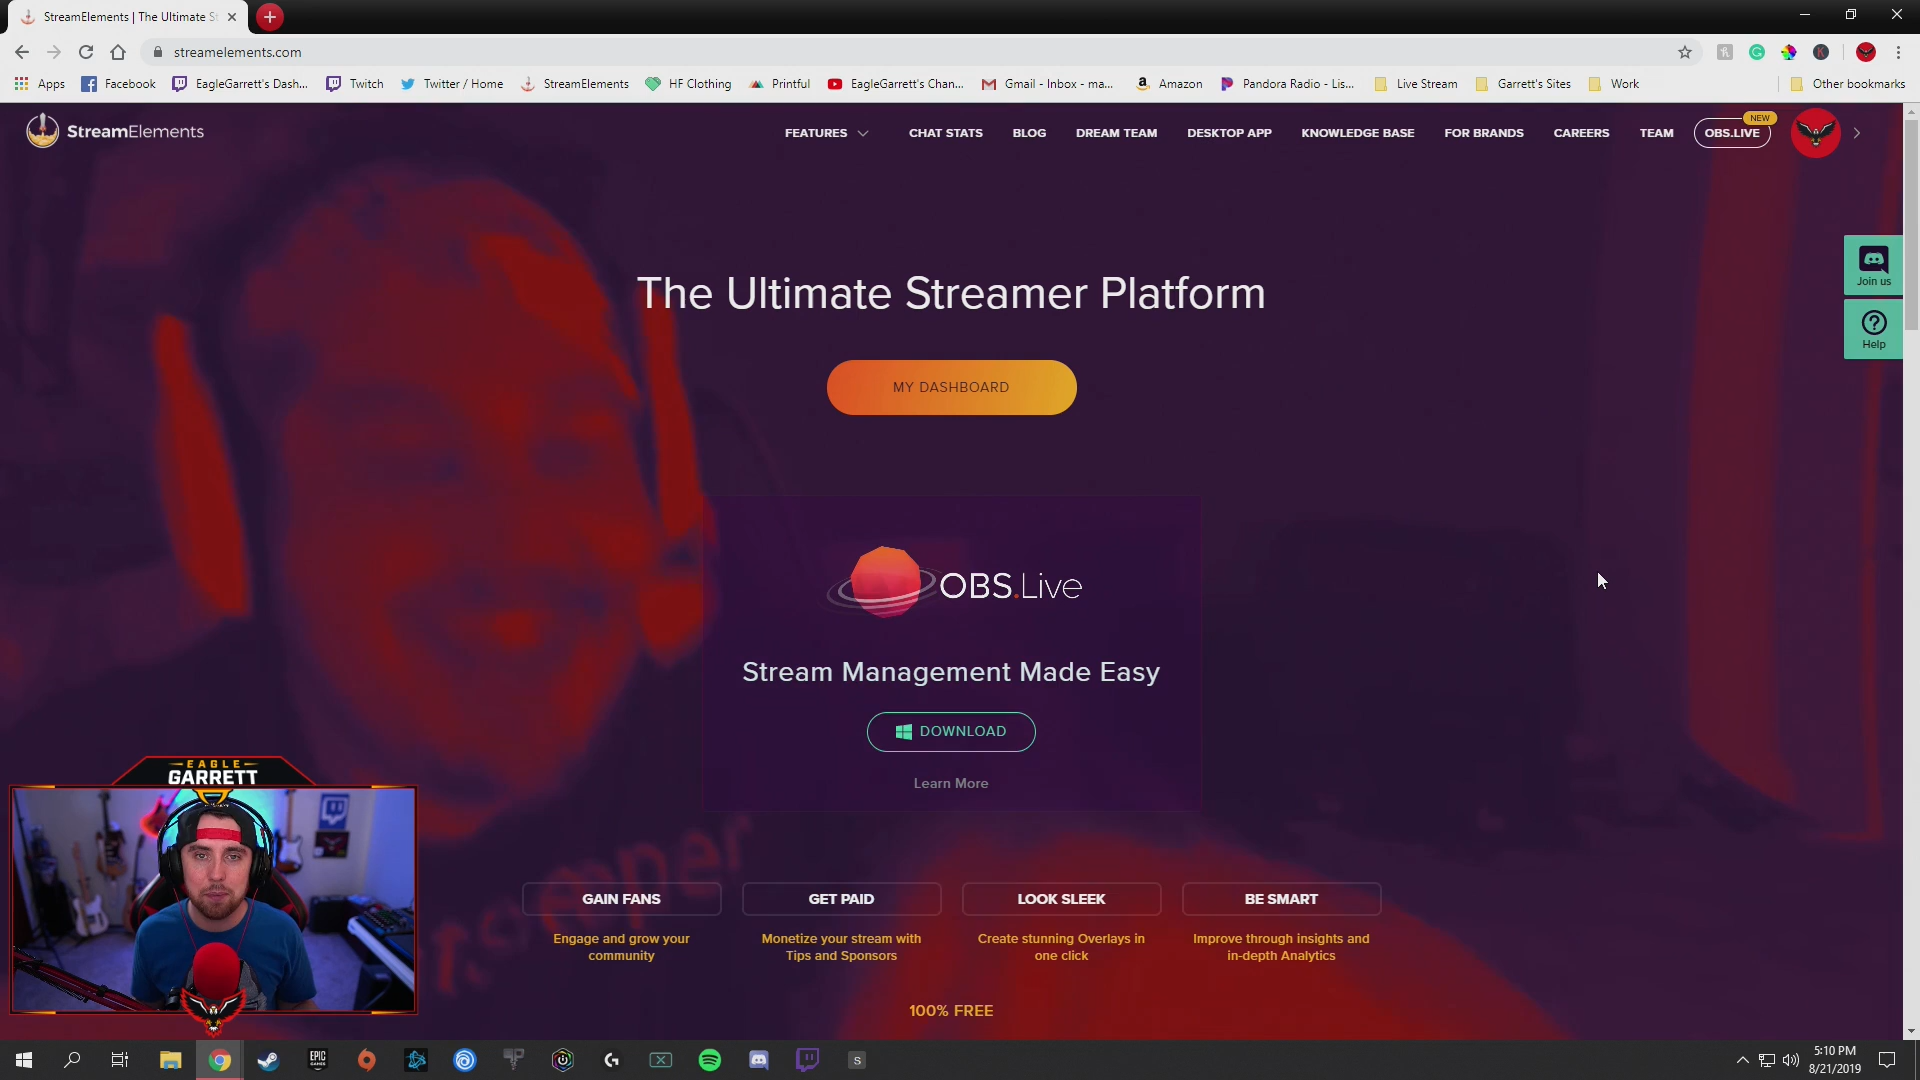 StreamElements | The Ultimate S
streamelements.com
Apps
Facebook
EagleGarrett's Dash...
Twitch
Twitter / Home
StreamElements
HF Clothing
Printful
EagleGarrett's Chan...
Gmail - Inbox - ma...
Amazon
Pandora Radio - Lis...
Live Stream
Garrett's Sites
Work
Other bookmarks
StreamElements
FEATURES
CHAT STATS
BLOG
DREAM TEAM
DESKTOP APP
KNOWLEDGE BASE
FOR BRANDS
CAREERS
TEAM
NEW
OBS.LIVE
The Ultimate Streamer Platform
Join us
Help
MY DASHBOARD
OBS.Live
Stream Management Made Easy
DOWNLOAD
Learn More
EAGLE
GARRETT
GAIN FANS
Engage and grow your
community
GET PAID
Monetize your stream with
Tips and Sponsors
LOOK SLEEK
Create stunning Overlays in
one click
BE SMART
Improve through insights and
in-depth Analytics
100% FREE
EPIC
GAMES
S
5:10 PM
8/21/2019